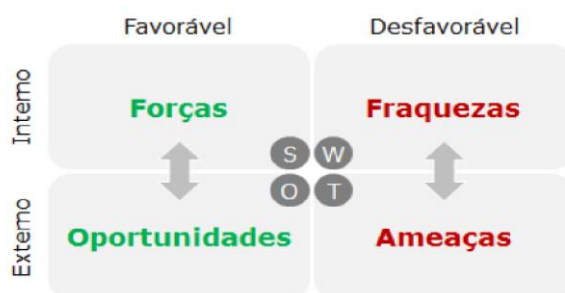 Favorável Desfavorável
Interno
Forças Fraquezas
S W
O T
Externo
Oportunidades Ameaças